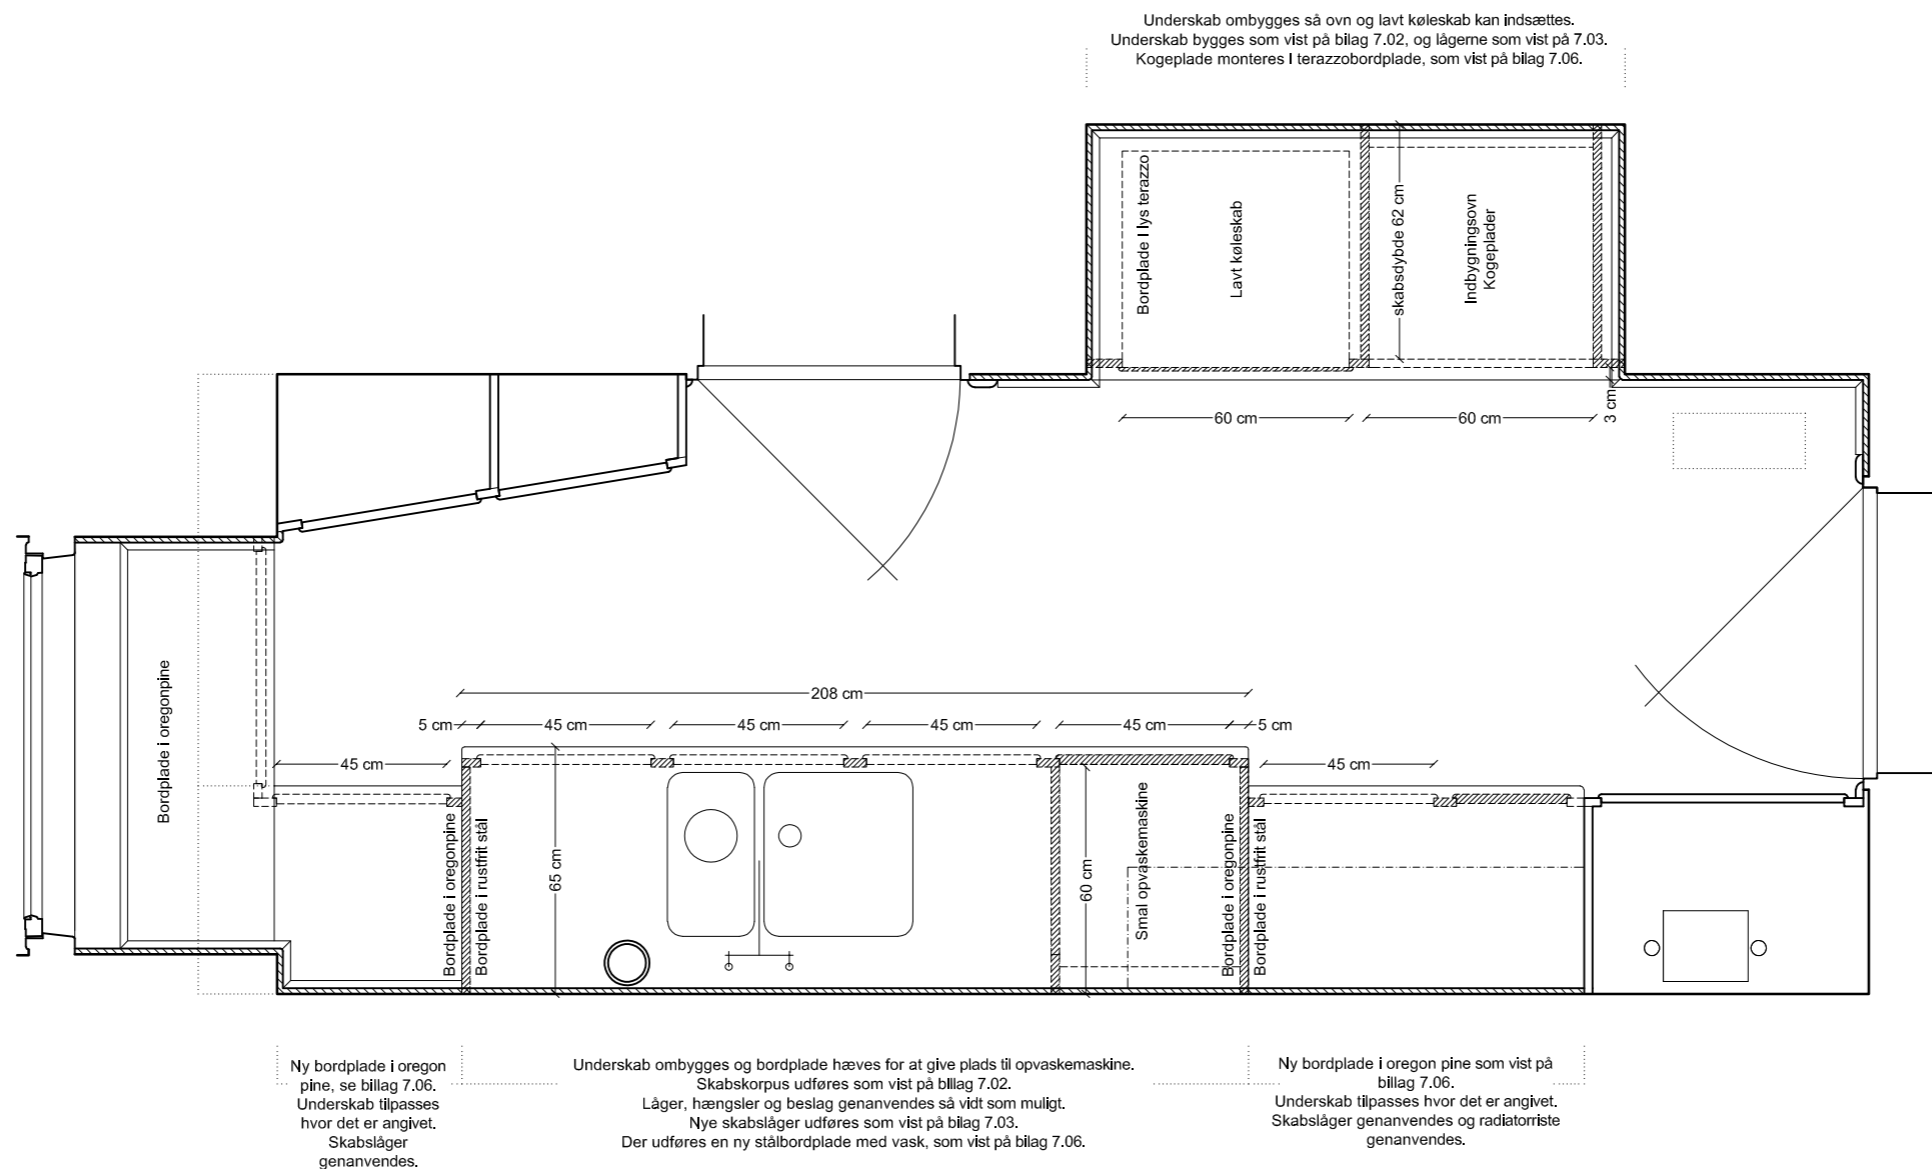 Underskab ombygges så ovn og lavt køleskab kan indsættes.
Underskab bygges som vist på bilag 7.02, og lågerne som vist på 7.03.
Kogeplade monteres I terazzobordplade, som vist på bilag 7.06.
Bordplade I lys terazzo
Lavt køleskab
skabsdybde 62 cm
Indbygningsovn
Kogeplader
60 cm
60 cm
3 cm
Bordplade i oregonpine
208 cm
5 cm
45 cm
45 cm
45 cm
45 cm
5 cm
45 cm
45 cm
Bordplade i oregonpine
Bordplade i rustfrit stål
65 cm
60 cm
Smal opvaskemaskine
Bordplade i oregonpine
Bordplade i rustfrit stål
Ny bordplade i oregon
pine, se billag 7.06.
Underskab tilpasses
hvor det er angivet.
Skabslåger
genanvendes.
Underskab ombygges og bordplade hæves for at give plads til opvaskemaskine.
Skabskorpus udføres som vist på billag 7.02.
Låger, hængsler og beslag genanvendes så vidt som muligt.
Nye skabslåger udføres som vist på bilag 7.03.
Der udføres en ny stålbordplade med vask, som vist på bilag 7.06.
Ny bordplade i oregon pine som vist på
billag 7.06.
Underskab tilpasses hvor det er angivet.
Skabslåger genanvendes og radiatorriste
genanvendes.